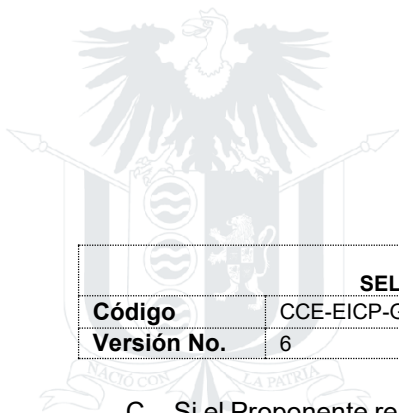 SEL
Código CCE-EICP-G
Versión No. 6
NACIÓ CON LA PATRIA
C. Si el Proponente re